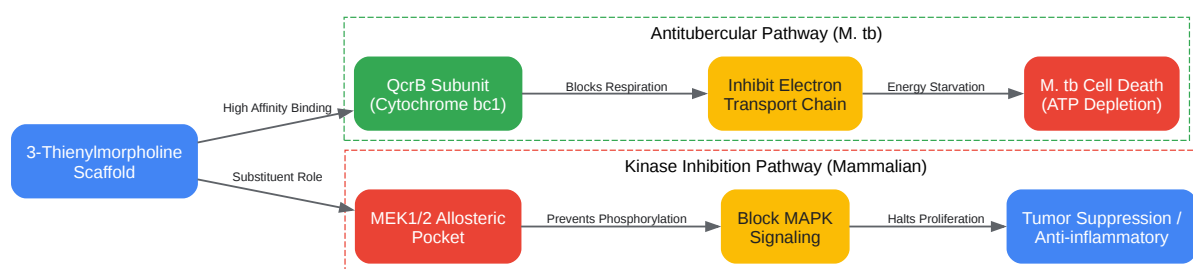 Antitubercular Pathway (M. tb)
QcrB Subunit
(Cytochrome bc1)
Blocks Respiration
Inhibit Electron
Transport Chain
Energy Starvation
M. tb Cell Death
(ATP Depletion)
High Affinity Binding
3-Thienylmorpholine
Scaffold
Substituent Role
Kinase Inhibition Pathway (Mammalian)
MEK1/2 Allosteric
Pocket
Prevents Phosphorylation
Block MAPK
Signaling
Halts Proliferation
Tumor Suppression /
Anti-inflammatory